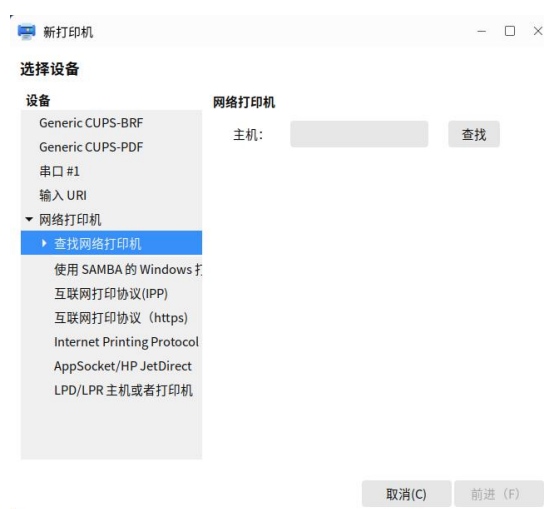 新打印机
选择设备
设备
Generic CUPS-BRF
Generic CUPS-PDF
串口 #1
输入 URI
网络打印机
查找网络打印机
使用 SAMBA 的 Windows 打
互联网打印协议(IPP)
互联网打印协议（https)
Internet Printing Protocol
AppSocket/HP JetDirect
LPD/LPR 主机或者打印机
网络打印机
主机：
查找
取消(C)
前进（F）